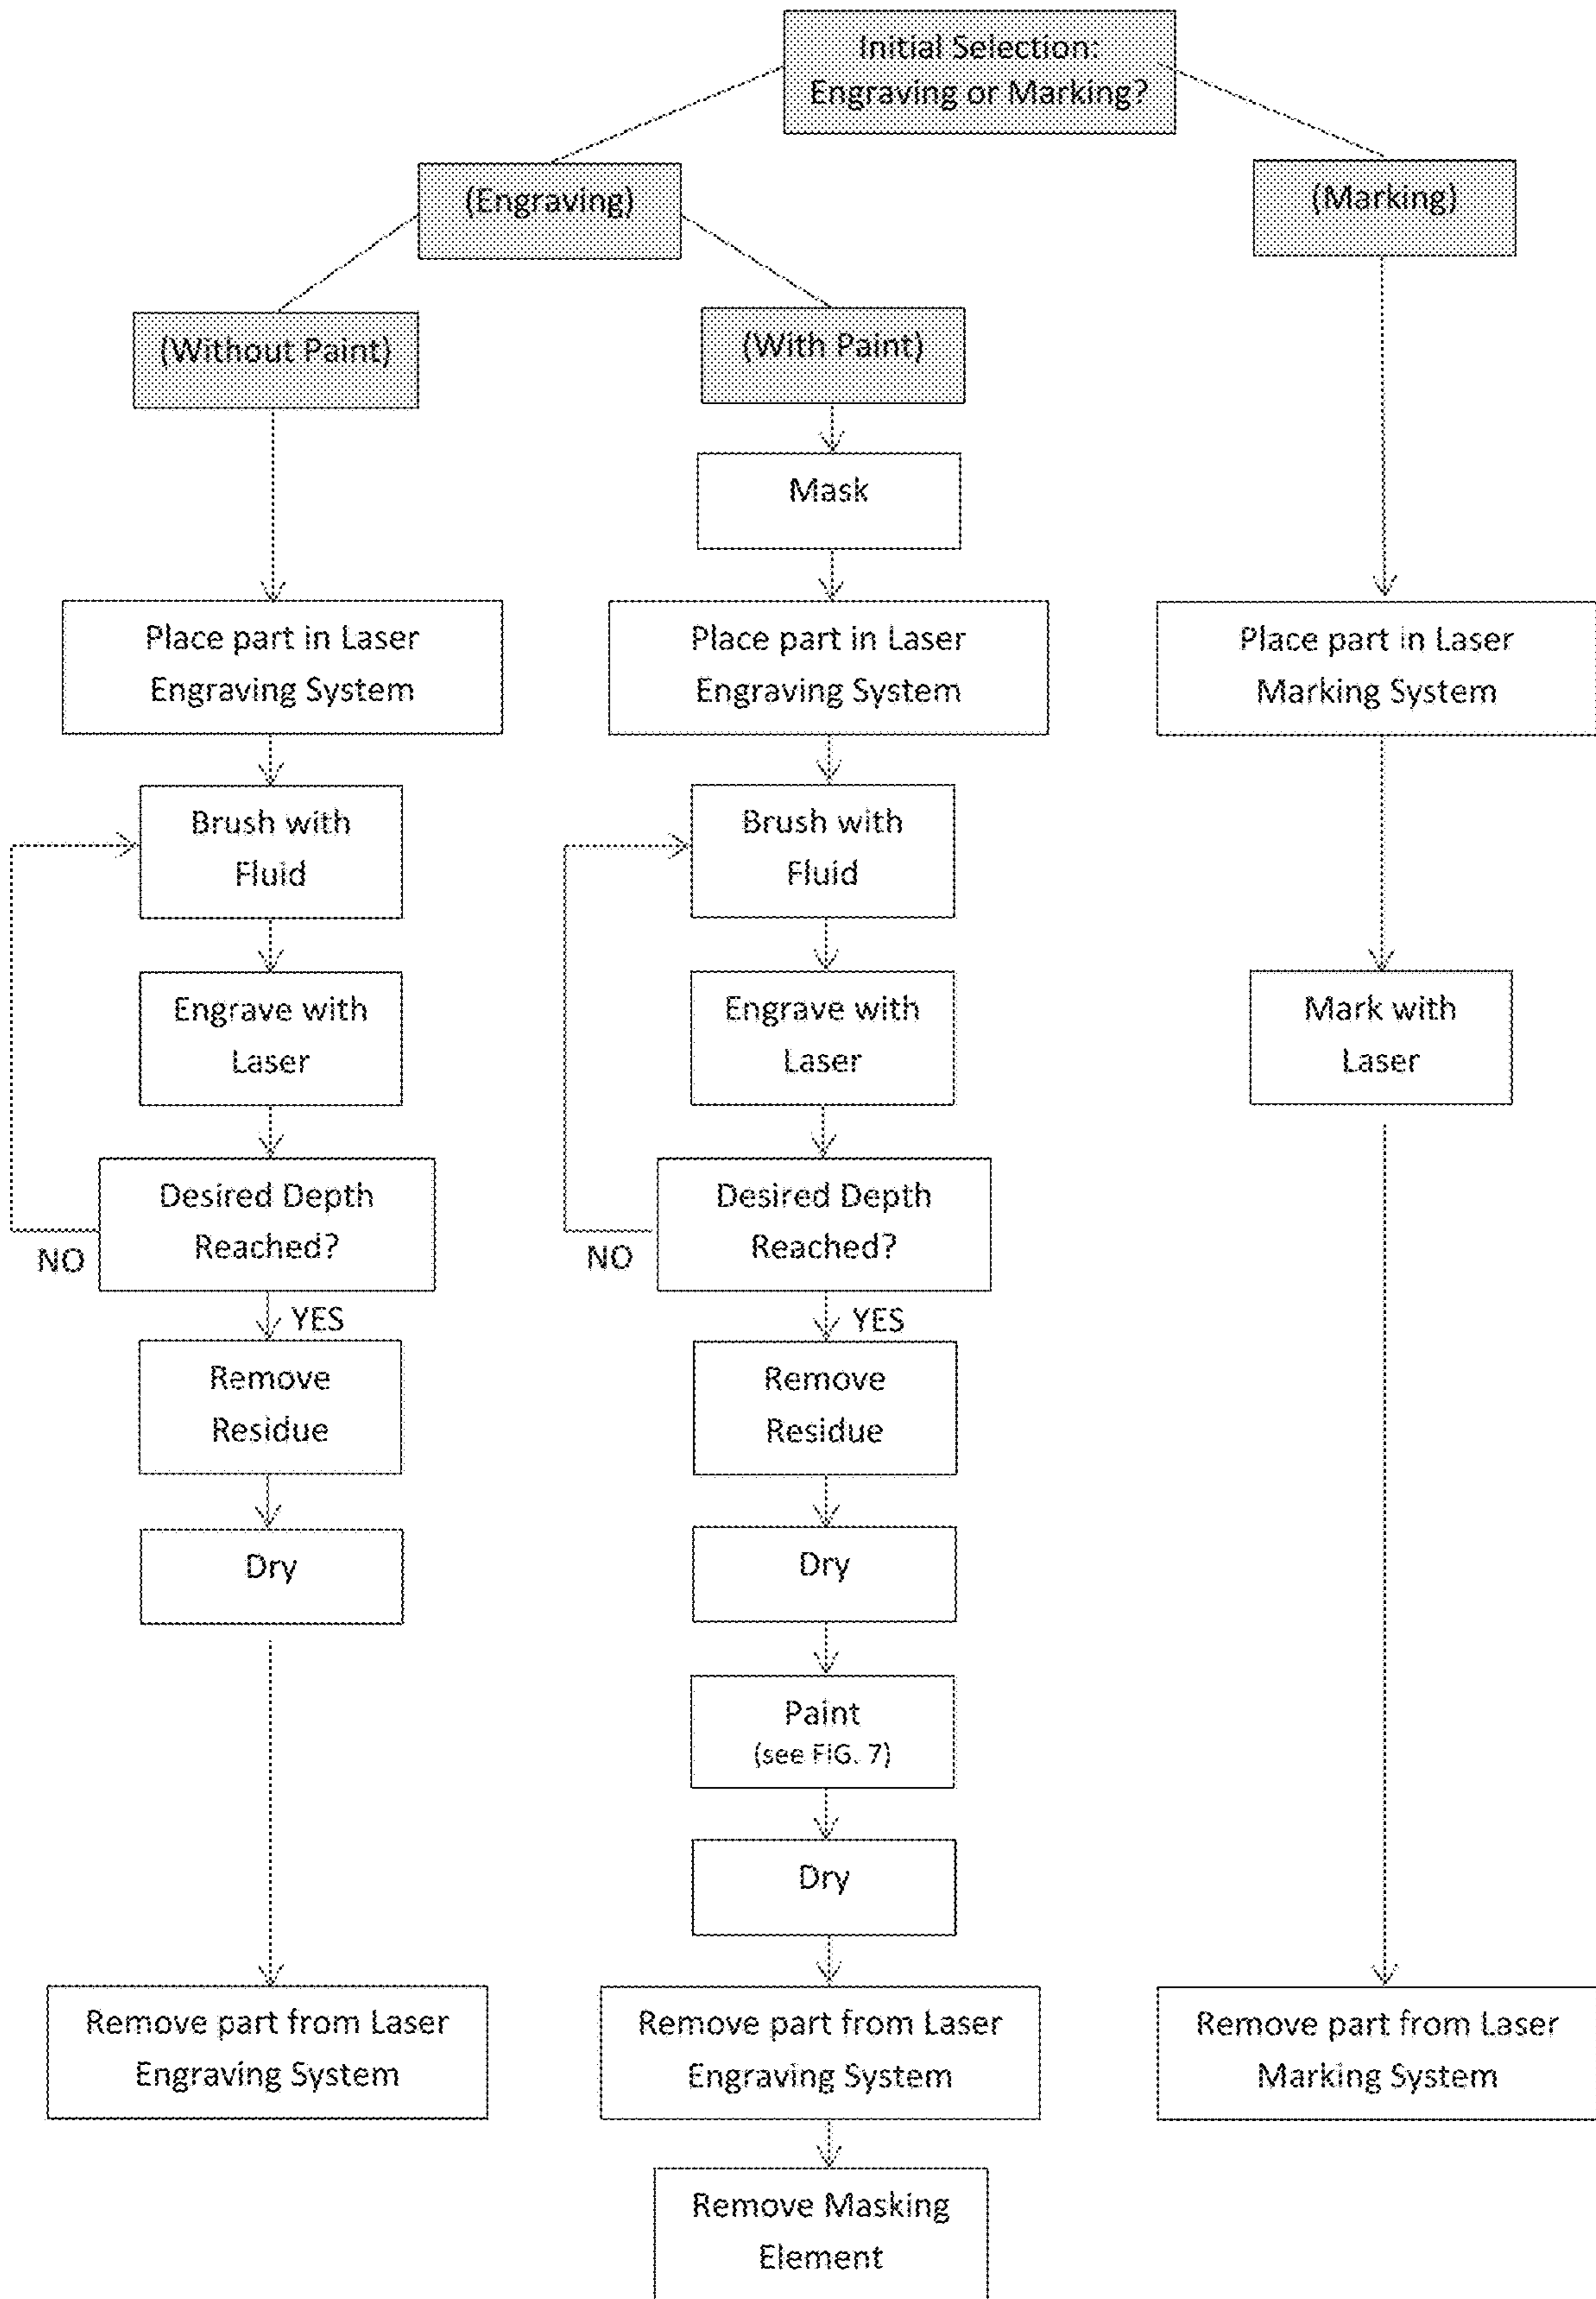 Initial Selection:
Engraving or Marking?
(Engraving)
(Marking)
(Without Paint)
(With Paint)
Mask
Place part in Laser
Engraving System
Place part in Laser
Engraving System
Place part in Laser
Marking System
Brush with
Fluid
Brush with
Fluid
Engrave with
Laser
Engrave with
Laser
Mark with
Laser
Desired Depth
Reached?
NO
Desired Depth
Reached?
NO
YES
YES
Remove
Residue
Remove
Residue
Dry
Dry
Paint
(see FIG. 7)
Dry
Remove part from Laser
Engraving System
Remove part from Laser
Engraving System
Remove part from Laser
Marking System
Remove Masking
Element